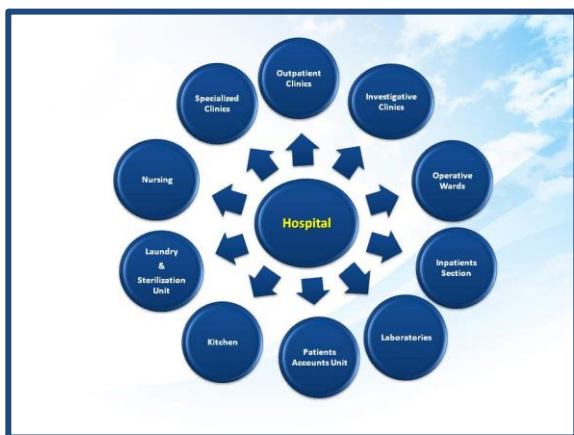 Outpatient
Clinics
Investigative
Clinics
Operative
Wards
Inpatients
Section
Laboratories
Patients
Accounts Unit
Kitchen
Laundry
&
Sterilization
Unit
Nursing
Specialized
Clinics
Hospital